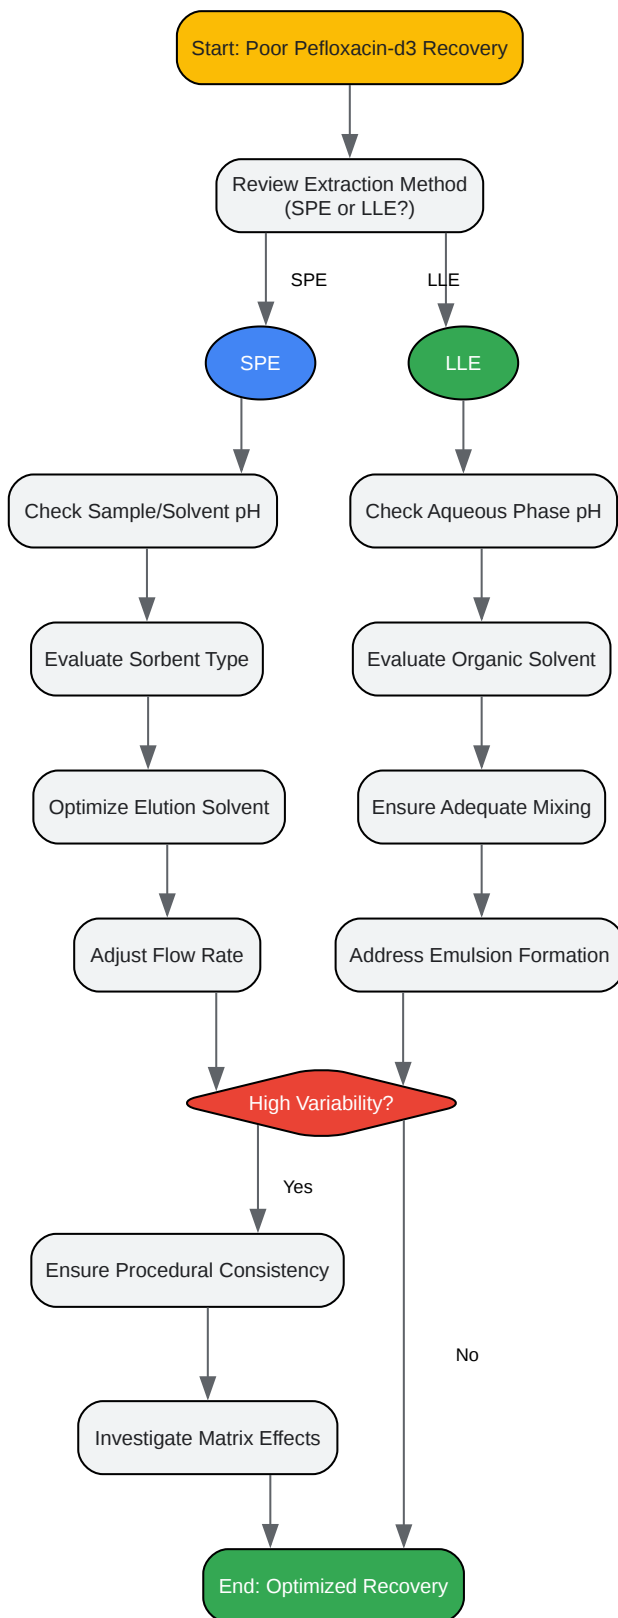 Start: Poor Pefloxacin-d3 Recovery
Review Extraction Method
(SPE or LLE?)
SPE
LLE
SPE
LLE
Check Sample/Solvent pH
Check Aqueous Phase pH
Evaluate Sorbent Type
Evaluate Organic Solvent
Optimize Elution Solvent
Ensure Adequate Mixing
Adjust Flow Rate
Address Emulsion Formation
High Variability?
Yes
Ensure Procedural Consistency
No
Investigate Matrix Effects
End: Optimized Recovery